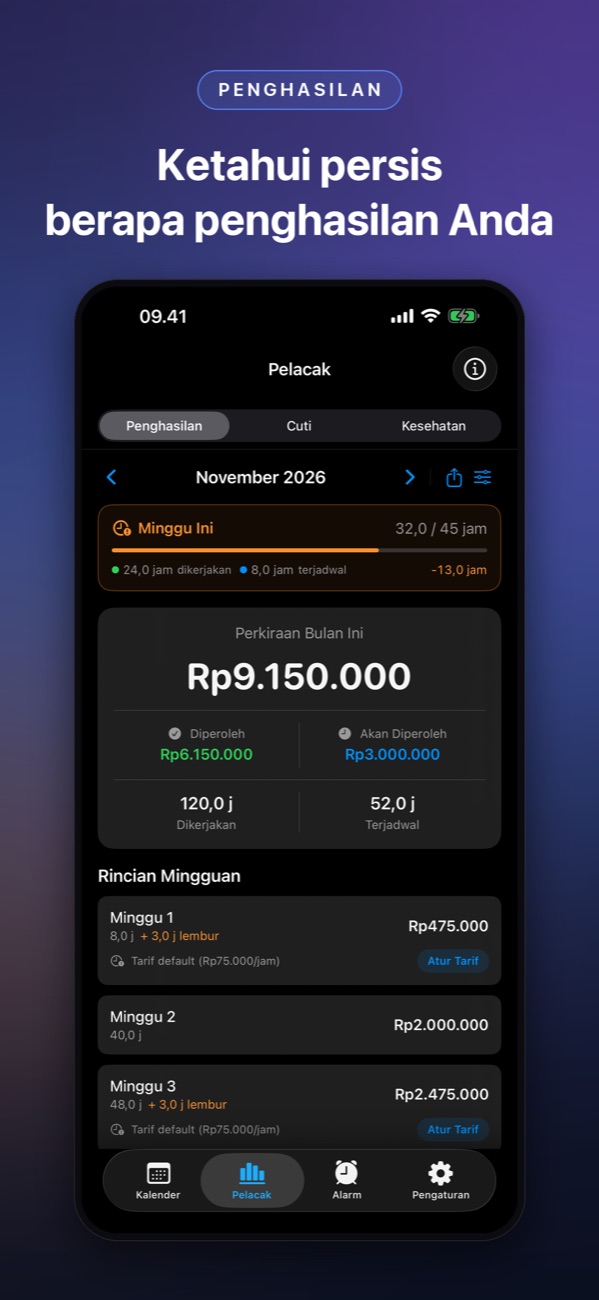 PENGHASILAN
Ketahui persis
berapa penghasilan Anda
09.41
Pelacak
Penghasilan Cuti Kesehatan
November 2026
Minggu Ini 32,0 / 45 jam
24,0 jam dikerjakan 8,0 jam terjadwal -13,0 jam
Perkiraan Bulan Ini
Rp9.150.000
Diperoleh Akan Diperoleh
Rp6.150.000 Rp3.000.000
120,0 j 52,0 j
Dikerjakan Terjadwal
Rincian Mingguan
Minggu 1 Rp475.000
8,0 j + 3,0 j lembur
Tarif default (Rp75.000/jam) Atur Tarif
Minggu 2 Rp2.000.000
40,0 j
Minggu 3 Rp2.475.000
48,0 j + 3,0 j lembur
Tarif default (Rp75.000/jam) Atur Tarif
Kalender Pelacak Alarm Pengaturan